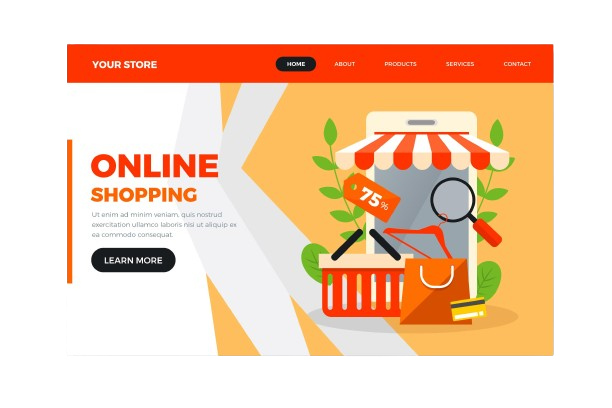 YOUR STORE
HOME ABOUT PRODUCTS SERVICES CONTACT
ONLINE
SHOPPING
Ut enim ad minim veniam, quis nostrud
exercitation ullamco laboris nisi ut aliquip ex
ea commodo consequat.
LEARN MORE
75%